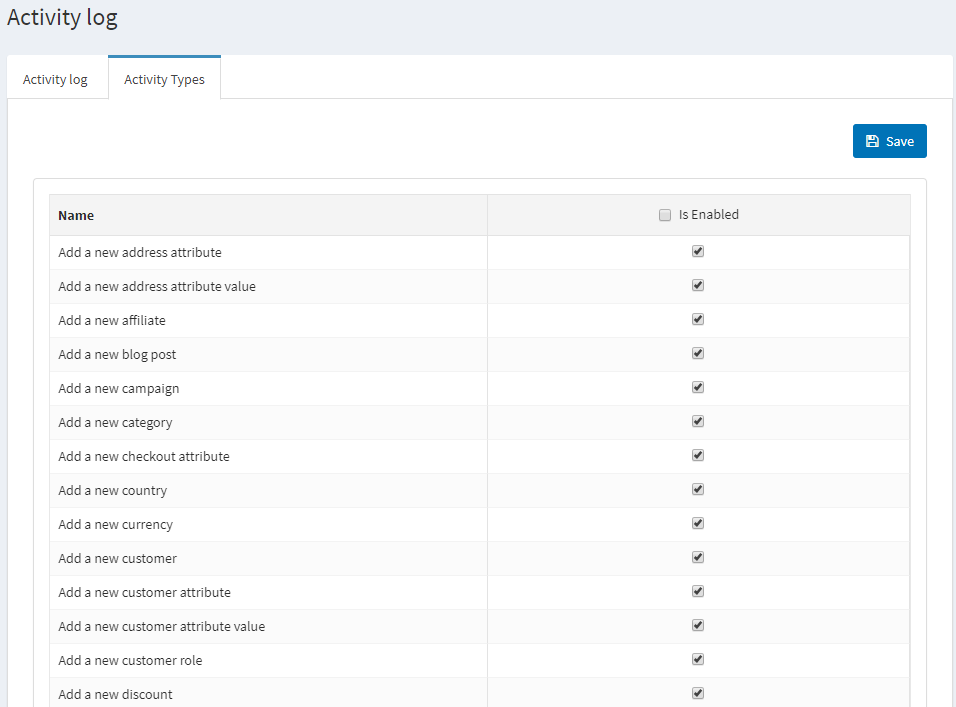 Activity log
Activity log
Activity Types
Save
Name
Is Enabled
Add a new address attribute
Add a new address attribute value
Add a new affiliate
Add a new blog post
Add a new campaign
Add a new category
Add a new checkout attribute
Add a new country
Add a new currency
Add a new customer
Add a new customer attribute
Add a new customer attribute value
Add a new customer role
Add a new discount